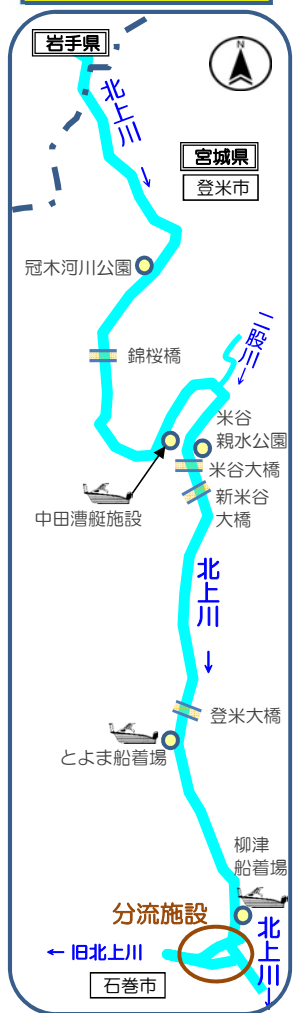 岩手県
N
北上川
→
宮城県
登米市
冠木河川公園
二股川
→
錦桜橋
米谷
親水公園
米谷大橋
新米谷
大橋
中田漕艇施設
北上川
→
登米大橋
とよま船着場
柳津
船着場
分流施設
北上川
→
← 旧北上川
石巻市